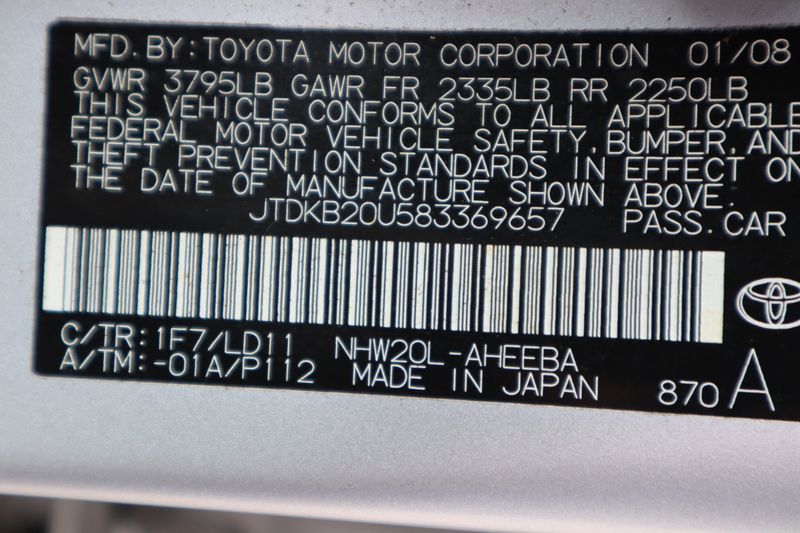 MFD. BY: TOYOTA MOTOR CORPORATION 01/08
GVWR 3795LB GAWR FR 2335LB RR 2250LB
THIS VEHICLE CONFORMS TO ALL APPLICABLE
FEDERAL MOTOR VEHICLE SAFETY, BUMPER, AND
THEFT PREVENTION STANDARDS IN EFFECT ON
THE DATE OF MANUFACTURE SHOWN ABOVE.
JTDKB20U583369657 PASS. CAR
C/TR: 1F7/LD11 NHW20L-AHEEBA
A/TM: -01A/P112 MADE IN JAPAN 870 A